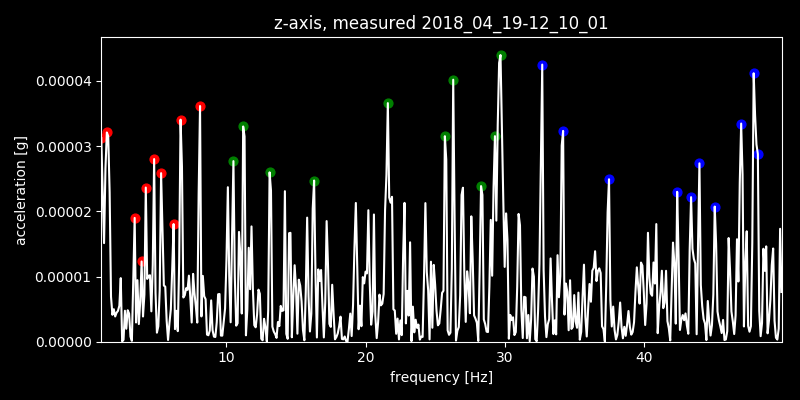 z-axis, measured 2018_04_19-12_10_01
acceleration [g]
0.00004
0.00003
0.00002
0.00001
0.00000
10 20 30 40
frequency [Hz]